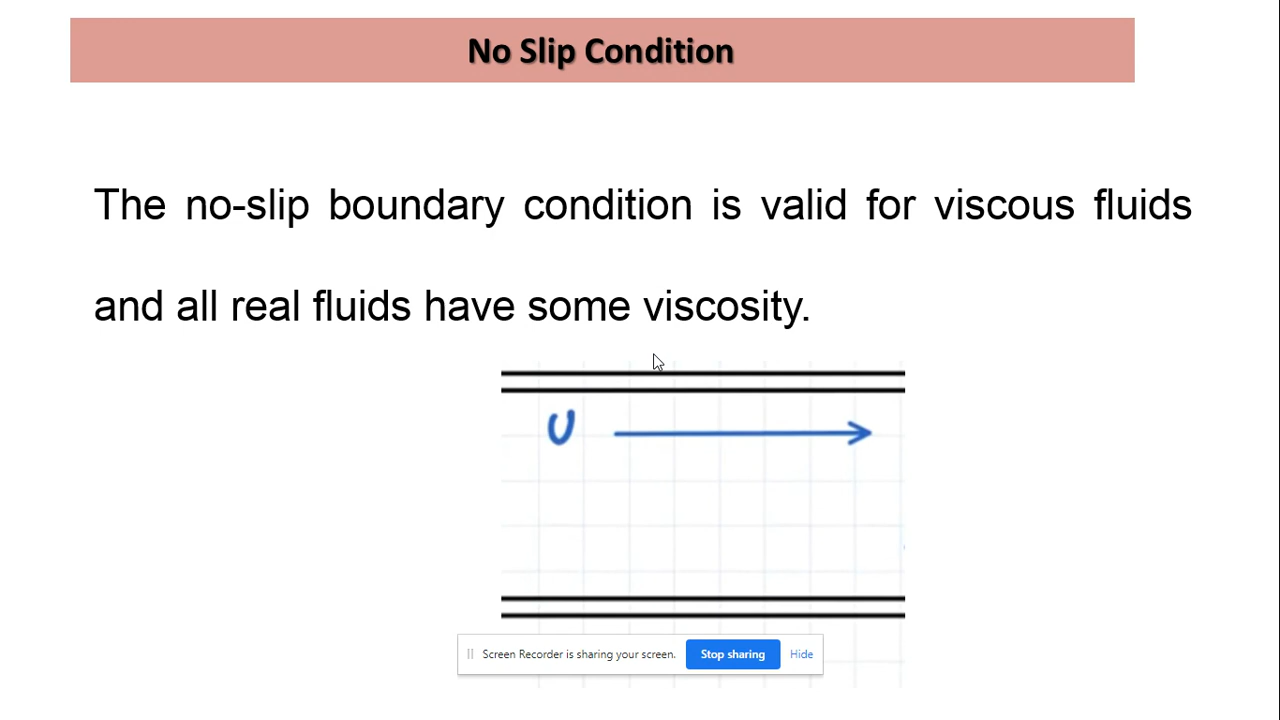 No Slip Condition
The no-slip boundary condition is valid for viscous fluids
and all real fluids have some viscosity.
U
Screen Recorder is sharing your screen. Stop sharing Hide